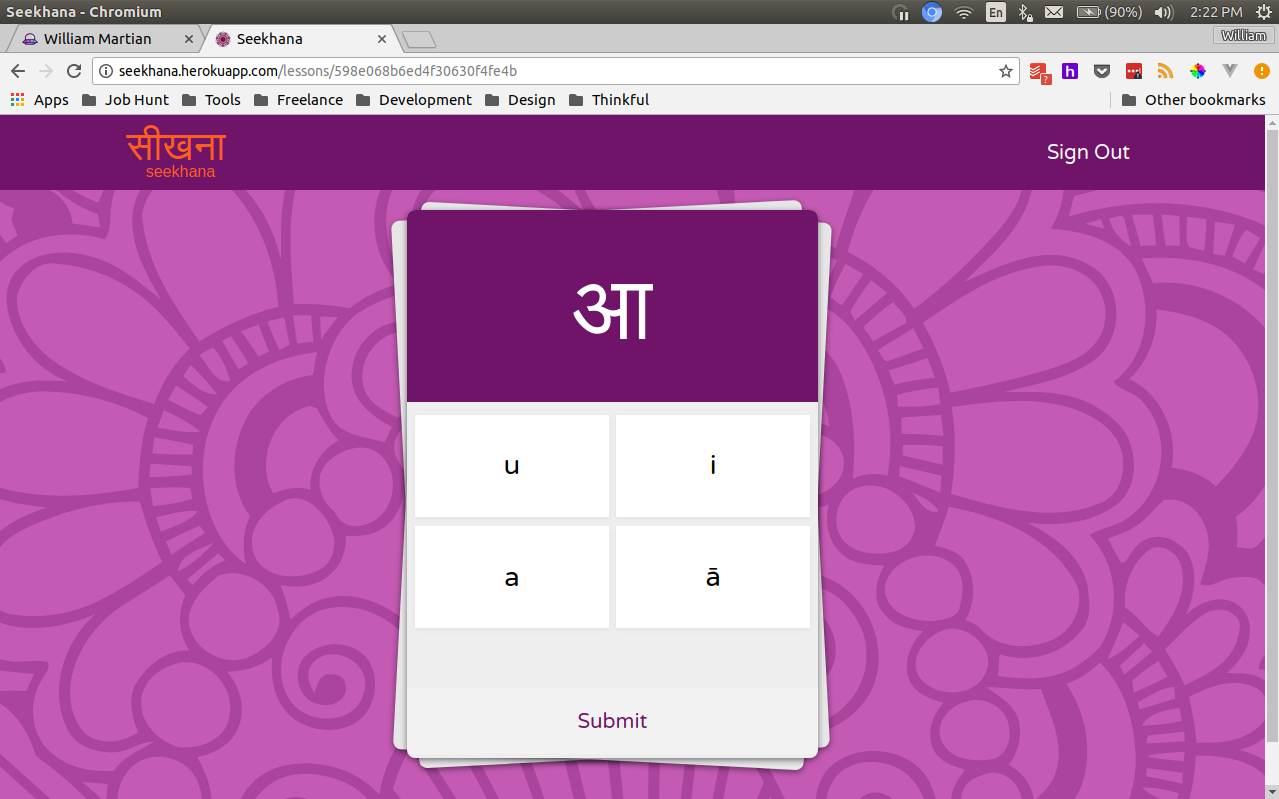 Seekhana - Chromium
En
(90%)
2:22 PM
William Martian
Seekhana
William
seekhana.herokuapp.com/lessons/598e068b6ed4f30630f4fe4b
?
h
Apps
Job Hunt
Tools
Freelance
Development
Design
Thinkful
Other bookmarks
सीखना
seekhana
Sign Out
आ
u
i
a
ā
Submit